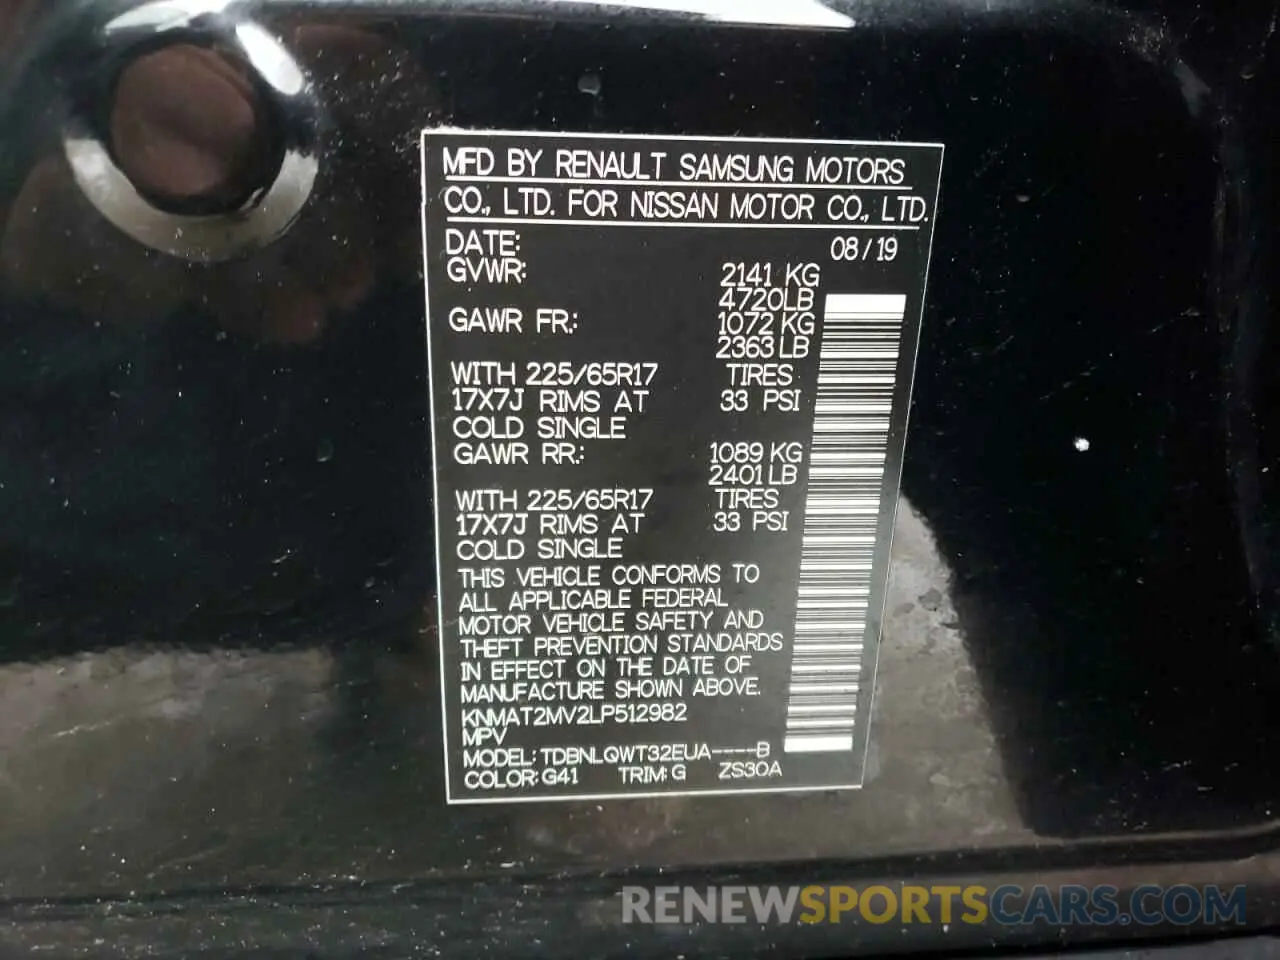 MFD BY RENAULT SAMSUNG MOTORS
CO., LTD. FOR NISSAN MOTOR CO., LTD.
DATE: 08/19
GVWR: 2141 KG
4720LB
GAWR FR.: 1072 KG
2363 LB
WITH 225/65R17 TIRES
17X7J RIMS AT 33 PSI
COLD SINGLE
GAWR RR.: 1089 KG
2401 LB
WITH 225/65R17 TIRES
17X7J RIMS AT 33 PSI
COLD SINGLE
THIS VEHICLE CONFORMS TO
ALL APPLICABLE FEDERAL
MOTOR VEHICLE SAFETY AND
THEFT PREVENTION STANDARDS
IN EFFECT ON THE DATE OF
MANUFACTURE SHOWN ABOVE.
KNMAT2MV2LP512982
MPV
MODEL: TDBNLQWT32EUA----B
COLOR: G41 TRIM: G ZS30A
RENEWSPORTSCARS.COM